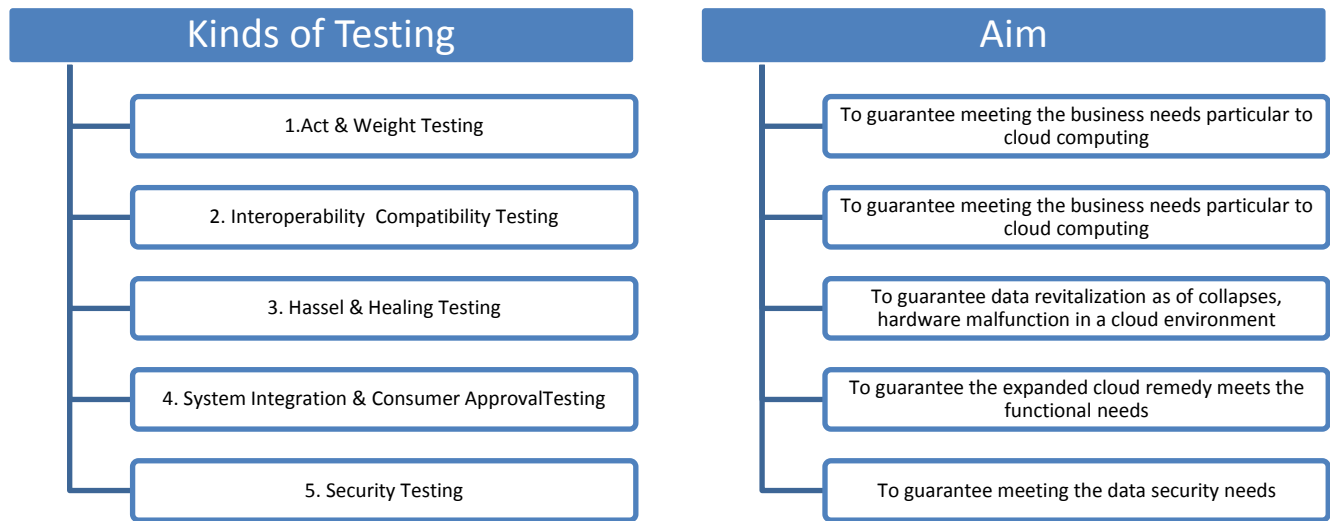 Kinds of Testing
1.Act & Weight Testing
2. Interoperability  Compatibility Testing
3. Hassel & Healing Testing
4. System Integration & Consumer ApprovalTesting
5. Security Testing
Aim
To guarantee meeting the business needs particular to
cloud computing
To guarantee meeting the business needs particular to
cloud computing
To guarantee data revitalization as of collapses,
hardware malfunction in a cloud environment
To guarantee the expanded cloud remedy meets the
functional needs
To guarantee meeting the data security needs